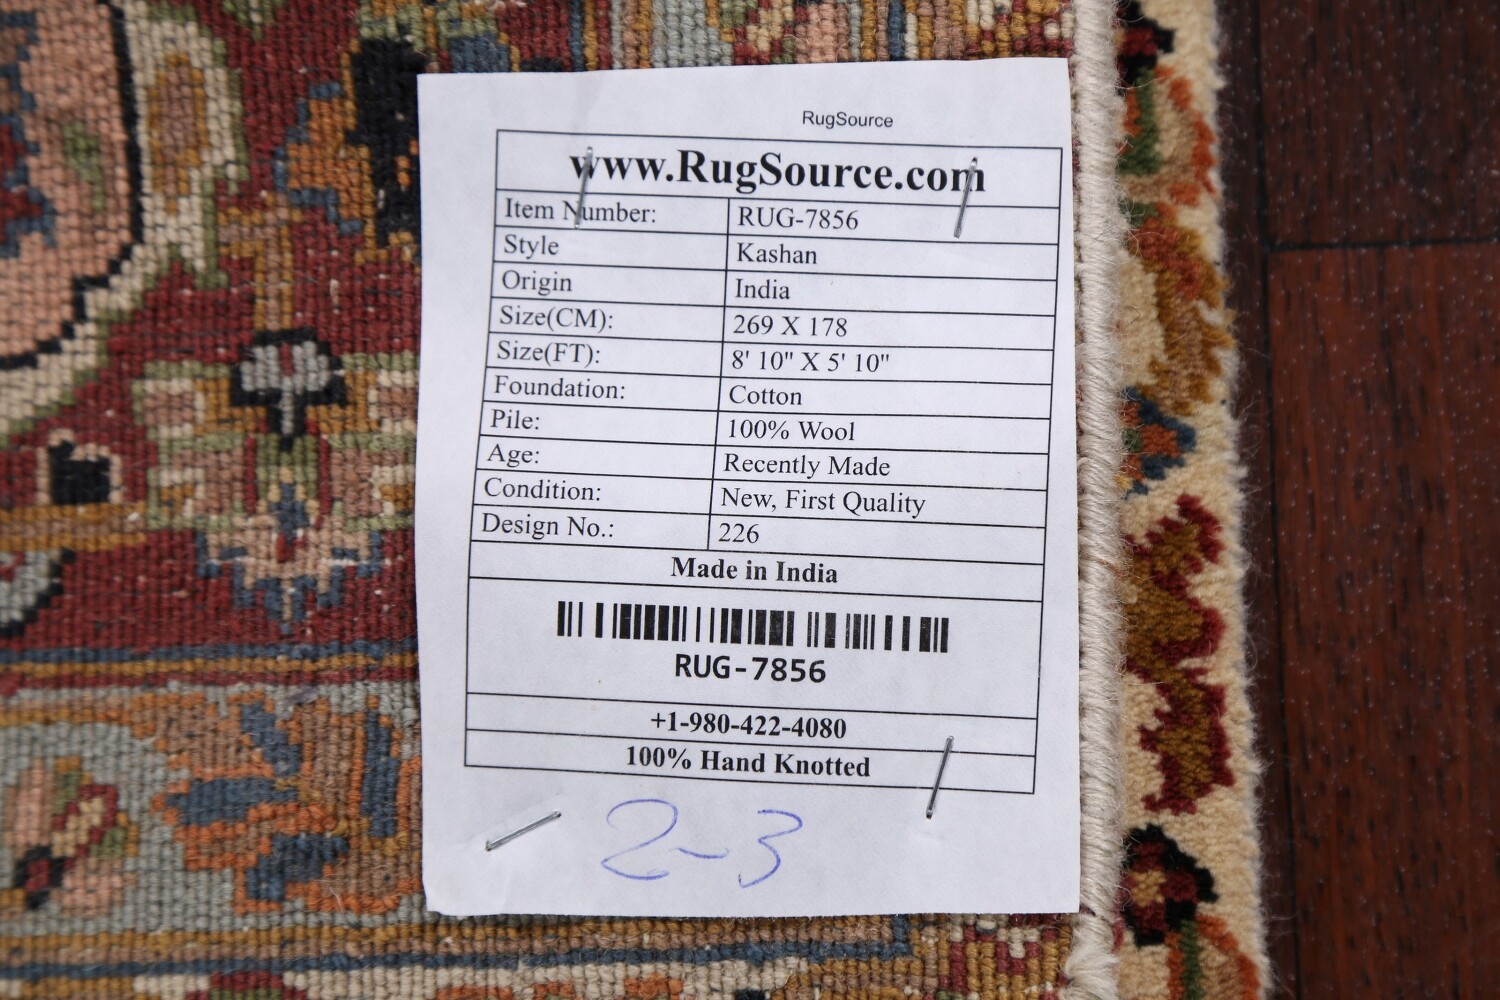 RugSource
www.RugSource.com
Item Number: RUG-7856
Style Kashan
Origin India
Size(CM): 269 X 178
Size(FT): 8' 10" X 5' 10"
Foundation: Cotton
Pile: 100% Wool
Age: Recently Made
Condition: New, First Quality
Design No.: 226
Made in India
RUG-7856
+1-980-422-4080
100% Hand Knotted
2-3